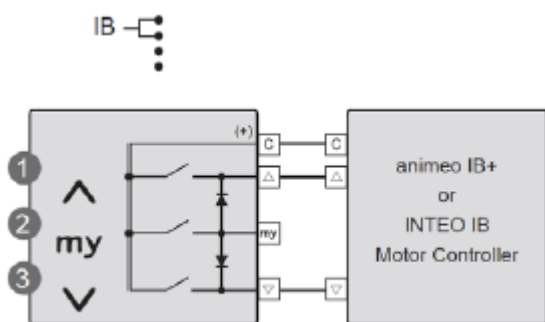 IB
(+)
C
C
1
animeo IB+
or
2
my
my
INTEO IB
Motor Controller
3